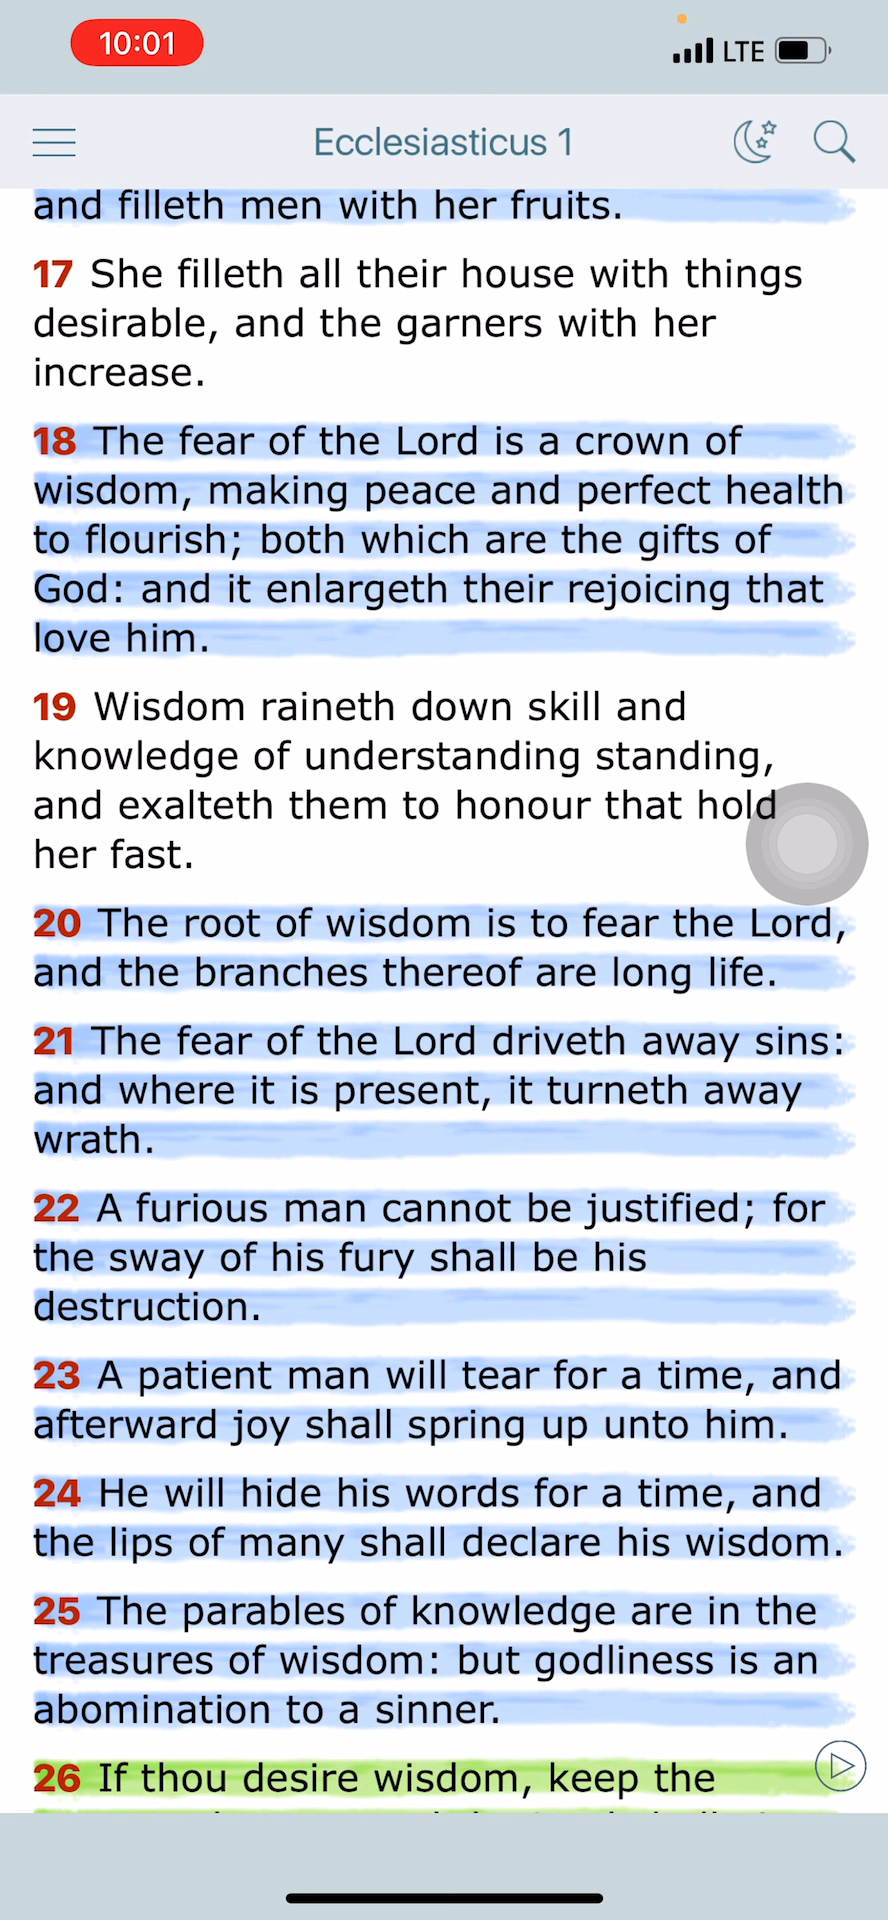 10:01
LTE
Ecclesiasticus 1
and filleth men with her fruits.
17 She filleth all their house with things
desirable, and the garners with her
increase.
18 The fear of the Lord is a crown of
wisdom, making peace and perfect health
to flourish; both which are the gifts of
God: and it enlargeth their rejoicing that
love him.
19 Wisdom raineth down skill and
knowledge of understanding standing,
and exalteth them to honour that hold
her fast.
20 The root of wisdom is to fear the Lord,
and the branches thereof are long life.
21 The fear of the Lord driveth away sins:
and where it is present, it turneth away
wrath.
22 A furious man cannot be justified; for
the sway of his fury shall be his
destruction.
23 A patient man will tear for a time, and
afterward joy shall spring up unto him.
24 He will hide his words for a time, and
the lips of many shall declare his wisdom.
25 The parables of knowledge are in the
treasures of wisdom: but godliness is an
abomination to a sinner.
26 If thou desire wisdom, keep the